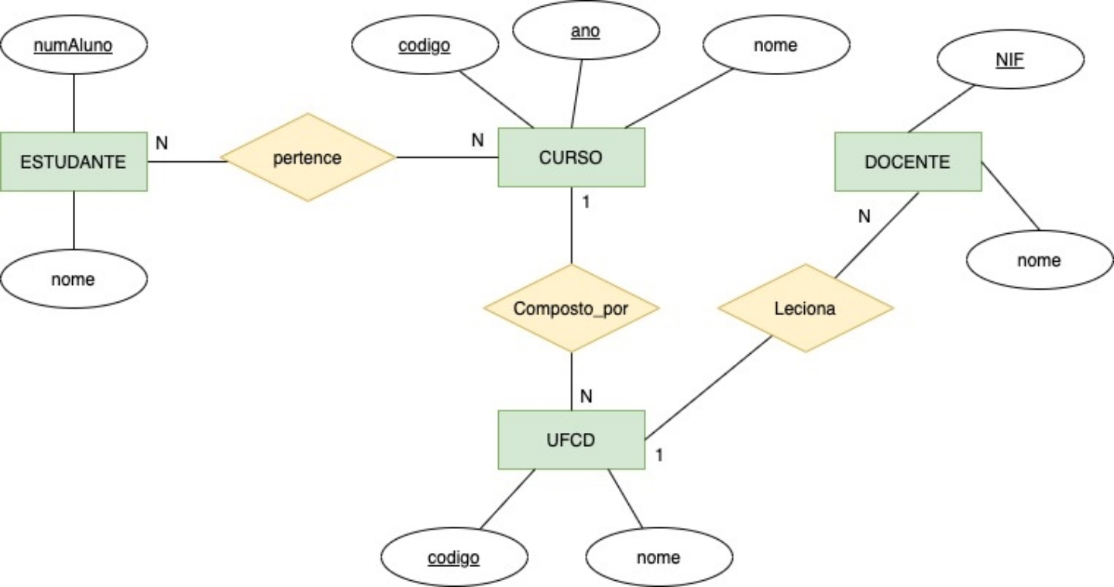 numAluno
codigo
ano
nome
NIF
ESTUDANTE
N
pertence
N
CURSO
DOCENTE
1
N
nome
nome
Composto_por
Leciona
N
UFCD
1
codigo
nome